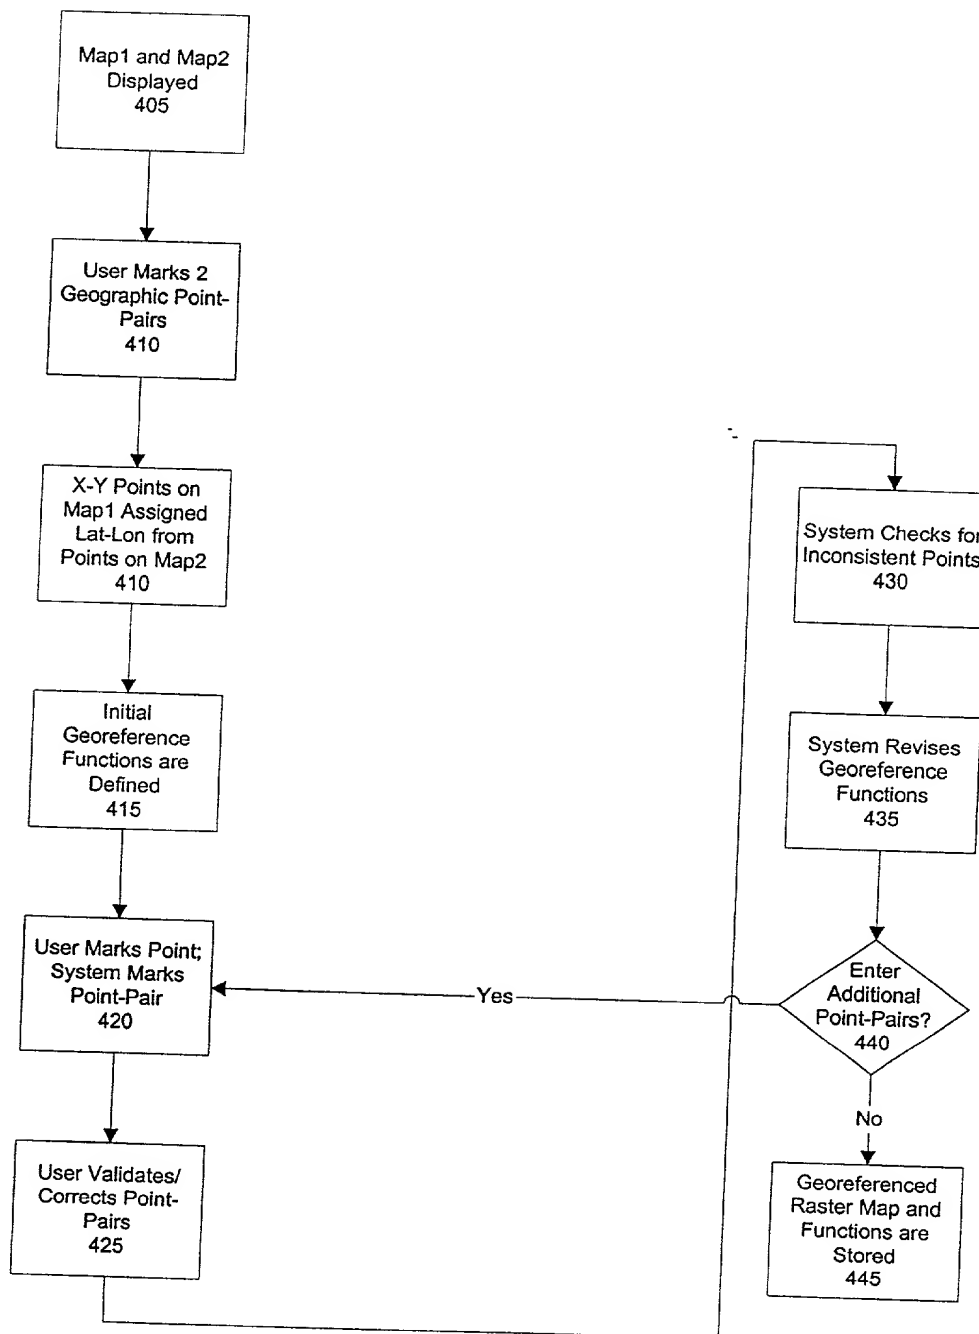 Map1 and Map2
Displayed
405
User Marks 2
Geographic Point-
Pairs
410
X-Y Points on
Map1 Assigned
Lat-Lon from
Points on Map2
410
Initial
Georeference
Functions are
Defined
415
User Marks Point;
System Marks
Point-Pair
420
User Validates/
Corrects Point-
Pairs
425
System Checks for
Inconsistent Points
430
System Revises
Georeference
Functions
435
Enter
Additional
Point-Pairs?
440
Yes
No
Georeferenced
Raster Map and
Functions are
Stored
445